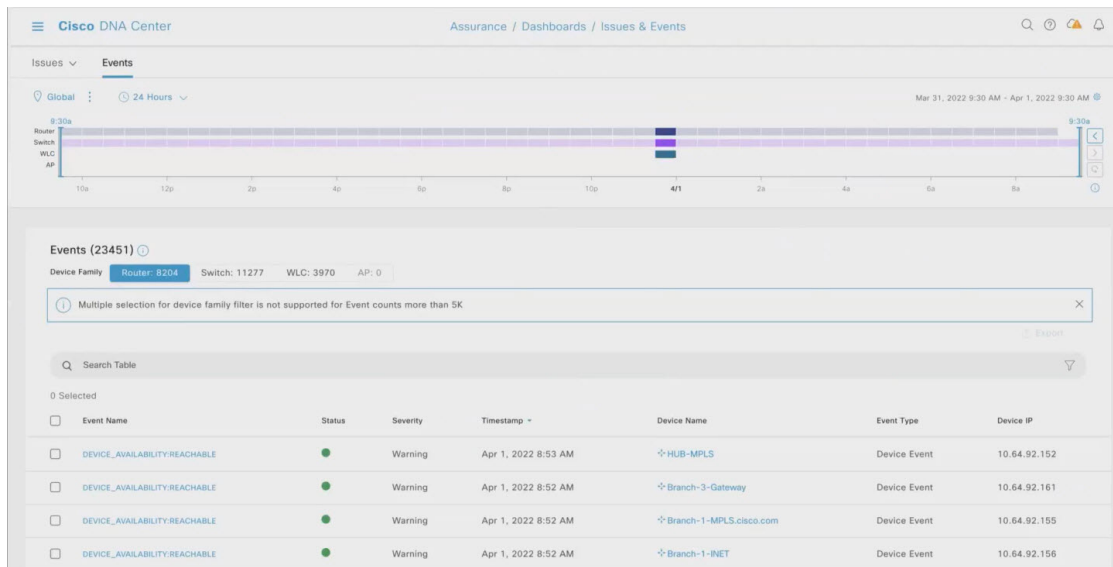 Cisco DNA Center
Assurance / Dashboards / Issues & Events
Issues
Events
Global
24 Hours
Mar 31, 2022 9:30 AM - Apr 1, 2022 9:30 AM
9:30a
9:30a
Router
Switch
WLC
AP
10a 12p 2p 4p 6p 8p 10p 4/1 2a 4a 6a 8a
Events (23451)
Device Family Router: 8204 Switch: 11277 WLC: 3970 AP: 0
Multiple selection for device family filter is not supported for Event counts more than 5K
Export
Search Table
0 Selected
Event Name Status Severity Timestamp Device Name Event Type Device IP
DEVICE_AVAILABILITY:REACHABLE Warning Apr 1, 2022 8:53 AM HUB-MPLS Device Event 10.64.92.152
DEVICE_AVAILABILITY:REACHABLE Warning Apr 1, 2022 8:52 AM Branch-3-Gateway Device Event 10.64.92.161
DEVICE_AVAILABILITY:REACHABLE Warning Apr 1, 2022 8:52 AM Branch-1-MPLS.cisco.com Device Event 10.64.92.155
DEVICE_AVAILABILITY:REACHABLE Warning Apr 1, 2022 8:52 AM Branch-1-INET Device Event 10.64.92.156